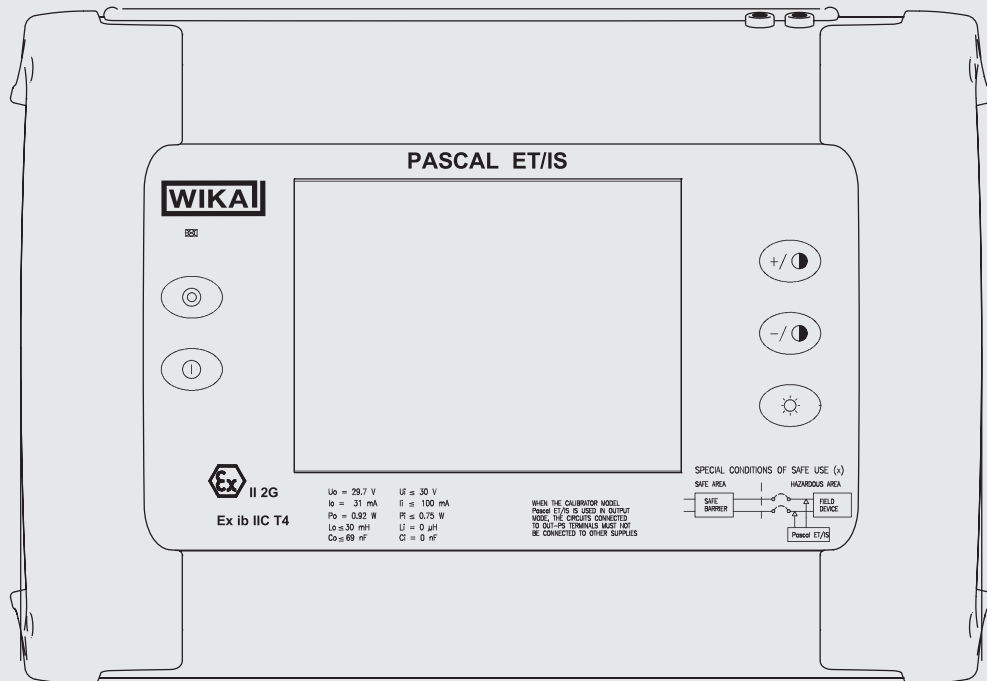 PASCAL ET/IS
WIKA
+/
-/
Ex II 2G
Ex ib IIC T4
Uo = 29.7 V
Io = 31 mA
Po = 0.92 W
Lo ≤ 30 mH
Co ≤ 69 nF
Ui ≤ 30 V
Ii ≤ 100 mA
Pi ≤ 0.75 W
Li = 0 µH
Ci = 0 nF
WHEN THE CALIBRATOR MODEL
Pascal ET/IS IS USED IN OUTPUT
MODE, THE CIRCUITS CONNECTED
TO OUT-PS TERMINALS MUST NOT
BE CONNECTED TO OTHER SUPPLIES
SPECIAL CONDITIONS OF SAFE USE (x)
SAFE AREA
HAZARDOUS AREA
SAFE
BARRIER
FIELD
DEVICE
Pascal ET/IS